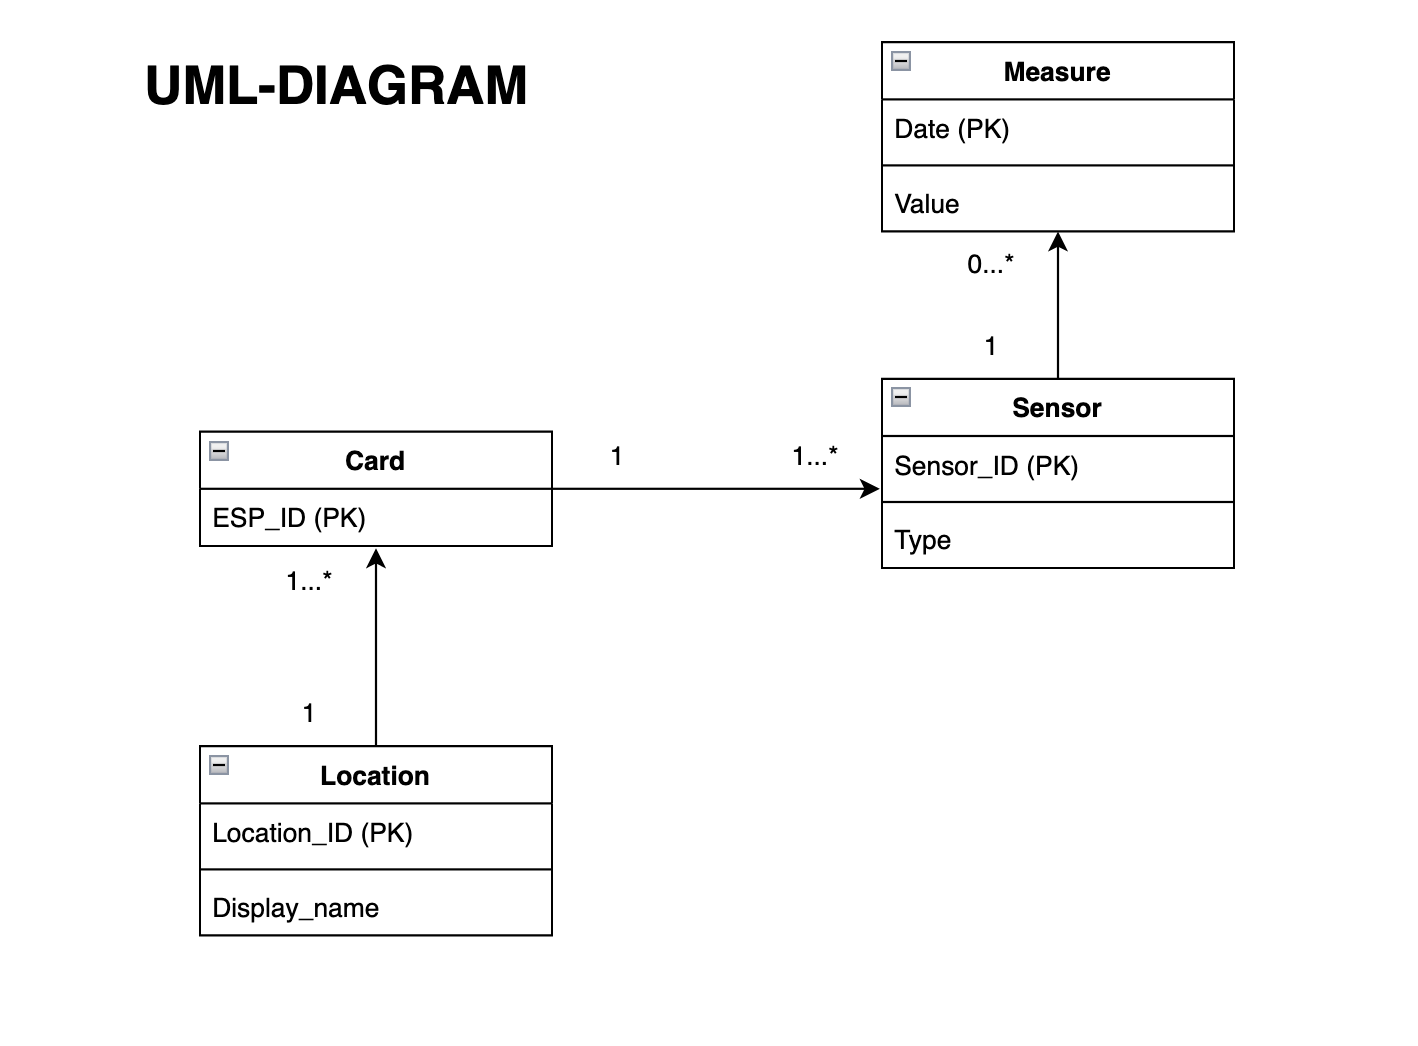 UML-DIAGRAM
Measure
Date (PK)
Value
0...*
1
Sensor
Sensor_ID (PK)
Type
1
1...*
Card
ESP_ID (PK)
1...*
1
Location
Location_ID (PK)
Display_name